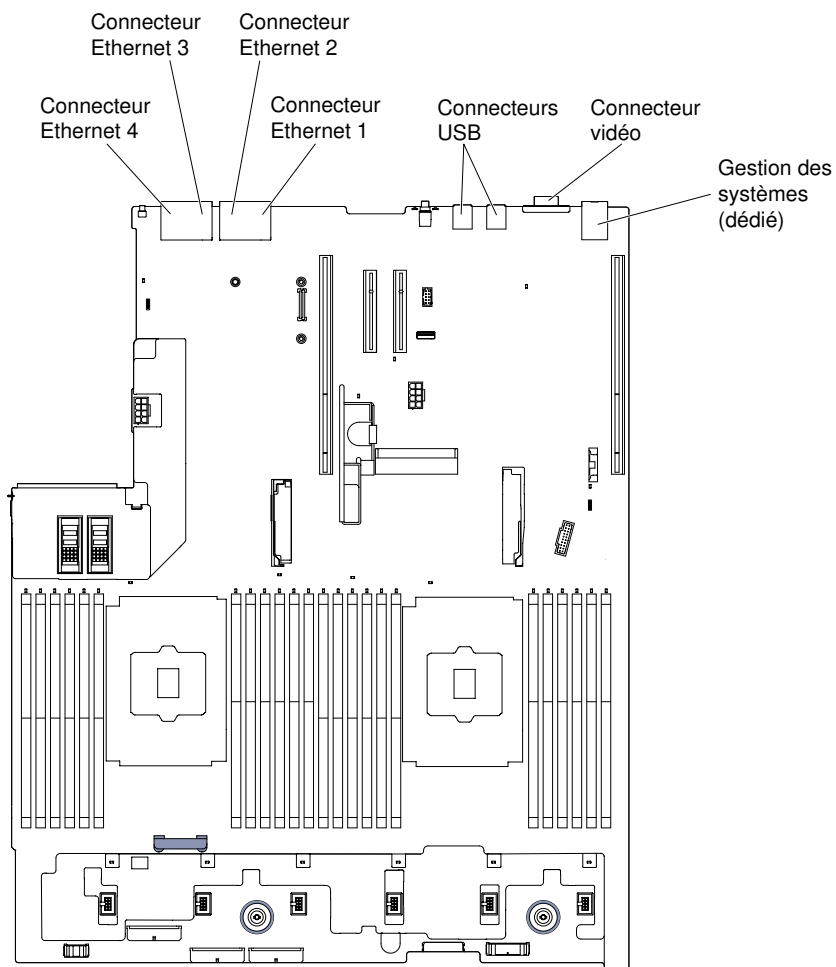 Connecteur
Ethernet 3
Connecteur
Ethernet 2
Connecteur
Ethernet 4
Connecteur
Ethernet 1
Connecteurs
USB
Connecteur
vidéo
Gestion des
systèmes
(dédié)